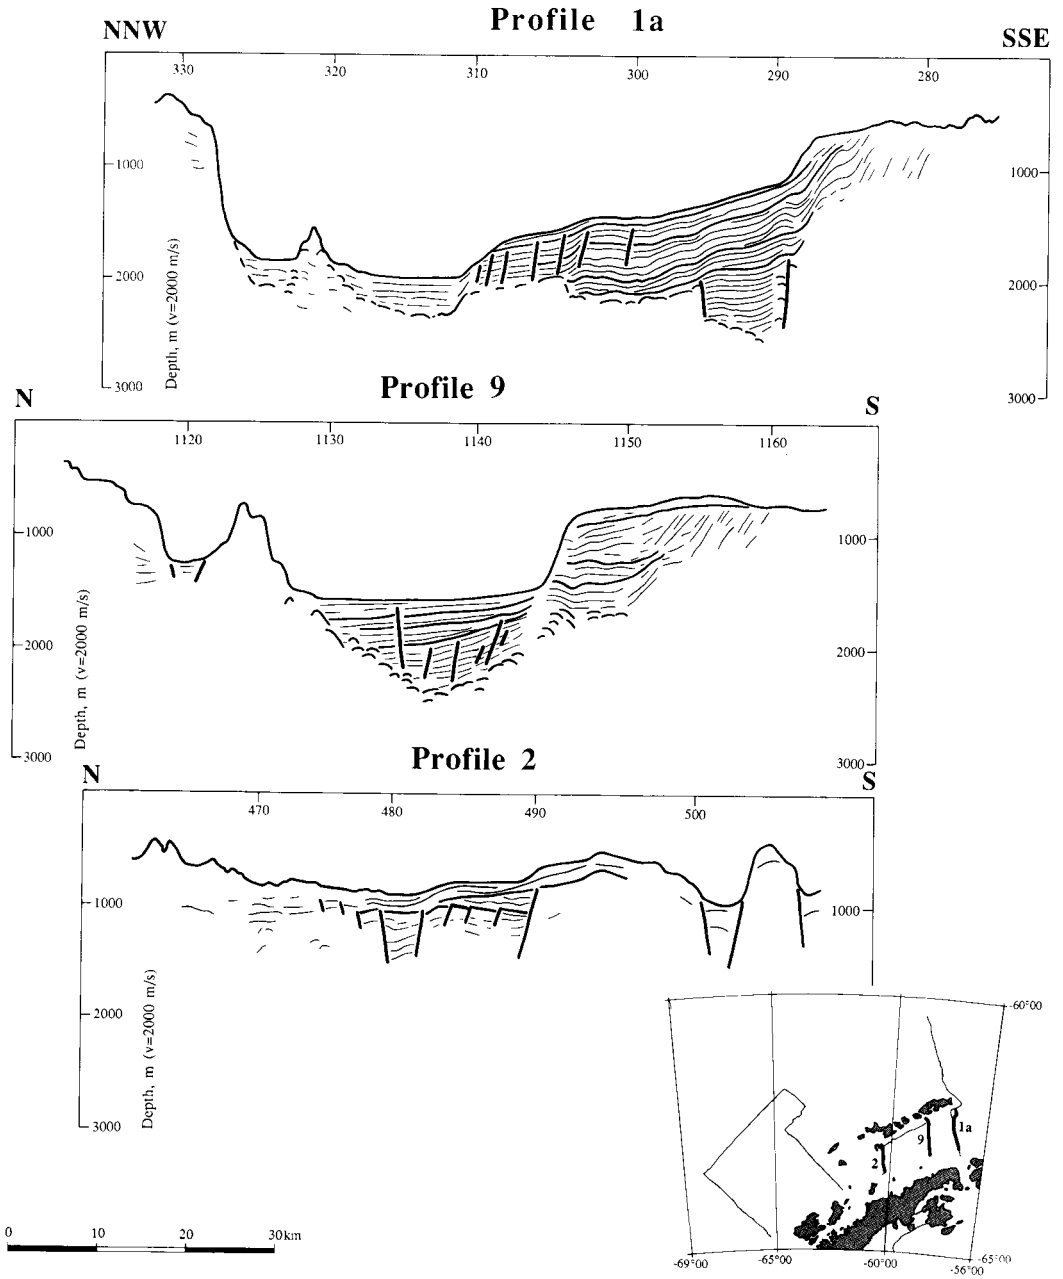 Profile 1a
NNW
SSE
330 320 310 300 290 280
1000
1000
2000
2000
3000
3000
Depth, m (v=2000 m/s)
Profile 9
N
S
1120 1130 1140 1150 1160
1000
1000
2000
2000
3000
3000
Depth, m (v=2000 m/s)
Profile 2
N
S
470 480 490 500
1000
1000
2000
3000
Depth, m (v=2000 m/s)
-60°00
1a
9
2
-65°00
-69°00 -65°00 -60°00 -56°00
0 10 20 30km